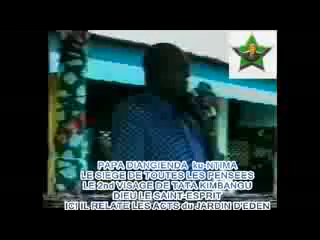 PAPA DIANGIENDA ku-NTIMA
LE SIEGE DE TOUTES LES PENSEES
LE 2nd VISAGE DE TATA KIMBANGU
DIEU LE SAINT-ESPRIT
ICI IL RELATE LES ACTS du JARDIN D'EDEN